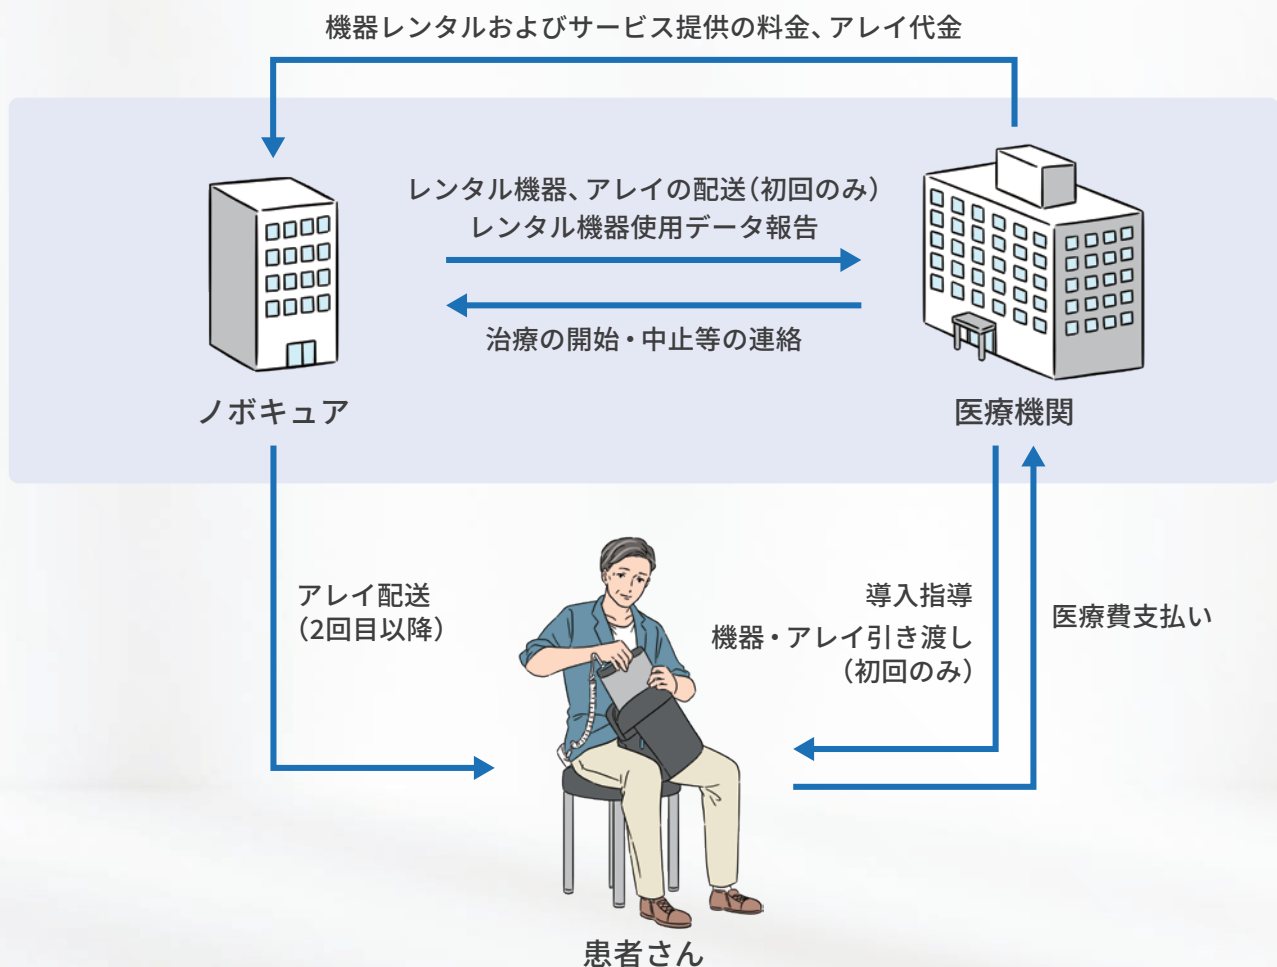 機器レンタルおよびサービス提供の料金、アレイ代金
レンタル機器、アレイの配送(初回のみ)
レンタル機器使用データ報告
治療の開始・中止等の連絡
ノボキュア
医療機関
アレイ配送
(2回目以降)
導入指導
機器・アレイ引き渡し
(初回のみ)
医療費支払い
患者さん